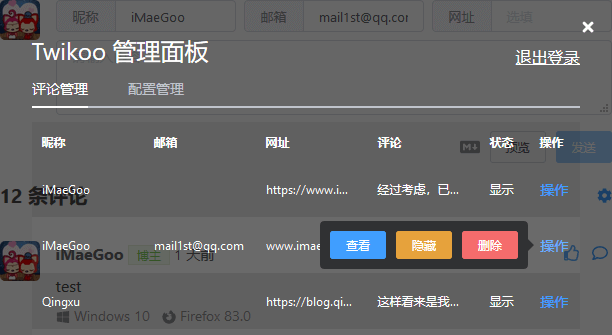 昵称 iMaeGoo 邮箱 mail1st@qq.com 网址 选填
Twikoo 管理面板
退出登录
评论管理 配置管理
昵称 邮箱 网址 评论 状态 操作
预览 发送
iMaeGoo https://www.i... 经过考虑，已... 显示 操作
12 条评论
iMaeGoo mail1st@qq.com www.imae 查看 隐藏 删除 操作
iMaeGoo 博主 1 天前
test
Qingxu https://blog.qi... 这样看来是我... 显示 操作
Windows 10 Firefox 83.0